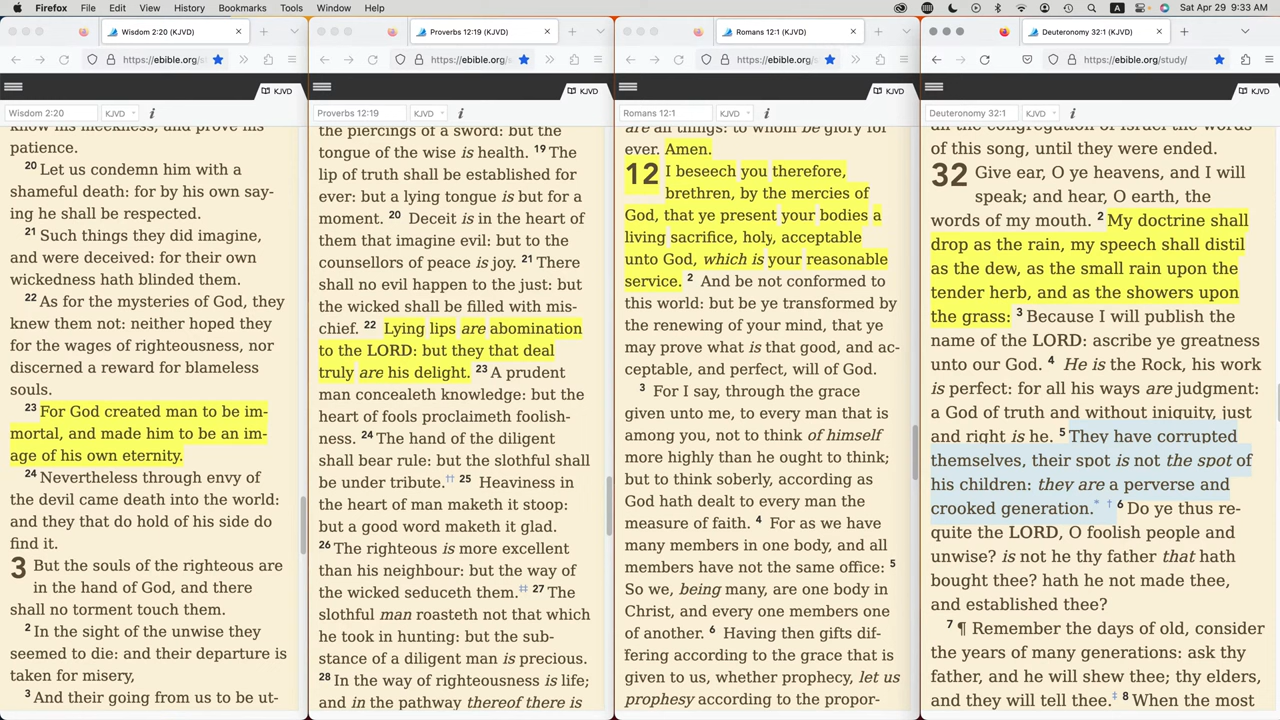 Firefox File Edit View History Bookmarks Tools Window Help A Sat Apr 29 9:33 AM
Wisdom 2:20 (KJVD)
https://ebible.org/
KJVD
Wisdom 2:20 KJVD i
know his meekness, and prove his
patience.
20 Let us condemn him with a
shameful death: for by his own say-
ing he shall be respected.
21 Such things they did imagine,
and were deceived: for their own
wickedness hath blinded them.
22 As for the mysteries of God, they
knew them not: neither hoped they
for the wages of righteousness, nor
discerned a reward for blameless
souls.
23 For God created man to be im-
mortal, and made him to be an im-
age of his own eternity.
24 Nevertheless through envy of
the devil came death into the world:
and they that do hold of his side do
find it.
3 But the souls of the righteous are
in the hand of God, and there
shall no torment touch them.
2 In the sight of the unwise they
seemed to die: and their departure is
taken for misery,
3 And their going from us to be ut-
Proverbs 12:19 (KJVD)
https://ebible.org/s
KJVD
Proverbs 12:19 KJVD i
the piercings of a sword: but the
tongue of the wise is health. 19 The
lip of truth shall be established for
ever: but a lying tongue is but for a
moment. 20 Deceit is in the heart of
them that imagine evil: but to the
counsellors of peace is joy. 21 There
shall no evil happen to the just: but
the wicked shall be filled with mis-
chief. 22 Lying lips are abomination
to the LORD: but they that deal
truly are his delight. 23 A prudent
man concealeth knowledge: but the
heart of fools proclaimeth foolish-
ness. 24 The hand of the diligent
shall bear rule: but the slothful shall
be under tribute.†† 25 Heaviness in
the heart of man maketh it stoop:
but a good word maketh it glad.
26 The righteous is more excellent
than his neighbour: but the way of
the wicked seduceth them.‡‡ 27 The
slothful man roasteth not that which
he took in hunting: but the sub-
stance of a diligent man is precious.
28 In the way of righteousness is life;
and in the pathway thereof there is
Romans 12:1 (KJVD)
https://ebible.org/
KJVD
Romans 12:1 KJVD i
are all things: to whom be glory for
ever. Amen.
12 I beseech you therefore,
brethren, by the mercies of
God, that ye present your bodies a
living sacrifice, holy, acceptable
unto God, which is your reasonable
service. 2 And be not conformed to
this world: but be ye transformed by
the renewing of your mind, that ye
may prove what is that good, and ac-
ceptable, and perfect, will of God.
3 For I say, through the grace
given unto me, to every man that is
among you, not to think of himself
more highly than he ought to think;
but to think soberly, according as
God hath dealt to every man the
measure of faith. 4 For as we have
many members in one body, and all
members have not the same office: 5
So we, being many, are one body in
Christ, and every one members one
of another. 6 Having then gifts dif-
fering according to the grace that is
given to us, whether prophecy, let us
prophesy according to the propor-
Deuteronomy 32:1 (KJVD)
https://ebible.org/study/
KJVD
Deuteronomy 32:1 KJVD i
all the congregation of Israel the words
of this song, until they were ended.
32 Give ear, O ye heavens, and I will
speak; and hear, O earth, the
words of my mouth. 2 My doctrine shall
drop as the rain, my speech shall distil
as the dew, as the small rain upon the
tender herb, and as the showers upon
the grass: 3 Because I will publish the
name of the LORD: ascribe ye greatness
unto our God. 4 He is the Rock, his work
is perfect: for all his ways are judgment:
a God of truth and without iniquity, just
and right is he. 5 They have corrupted
themselves, their spot is not the spot of
his children: they are a perverse and
crooked generation.* † 6 Do ye thus re-
quite the LORD, O foolish people and
unwise? is not he thy father that hath
bought thee? hath he not made thee,
and established thee?
7 ¶ Remember the days of old, consider
the years of many generations: ask thy
father, and he will shew thee; thy elders,
and they will tell thee.‡ 8 When the most